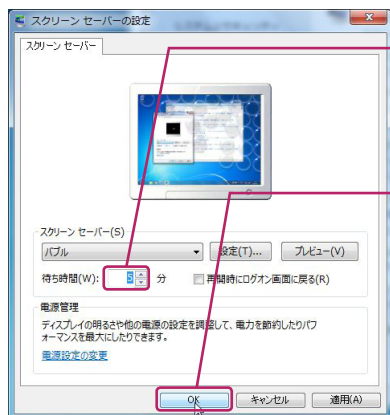 スクリーン セーバーの設定
スクリーン セーバー
スクリーン セーバー(S)
バブル 設定(T)... プレビュー(V)
待ち時間(W): 5 分 再開時にログオン画面に戻る(R)
電源管理
ディスプレイの明るさや他の電源の設定を調整して、電力を節約したりパフ
ォーマンスを最大にしたりできます。
電源設定の変更
OK キャンセル 適用(A)